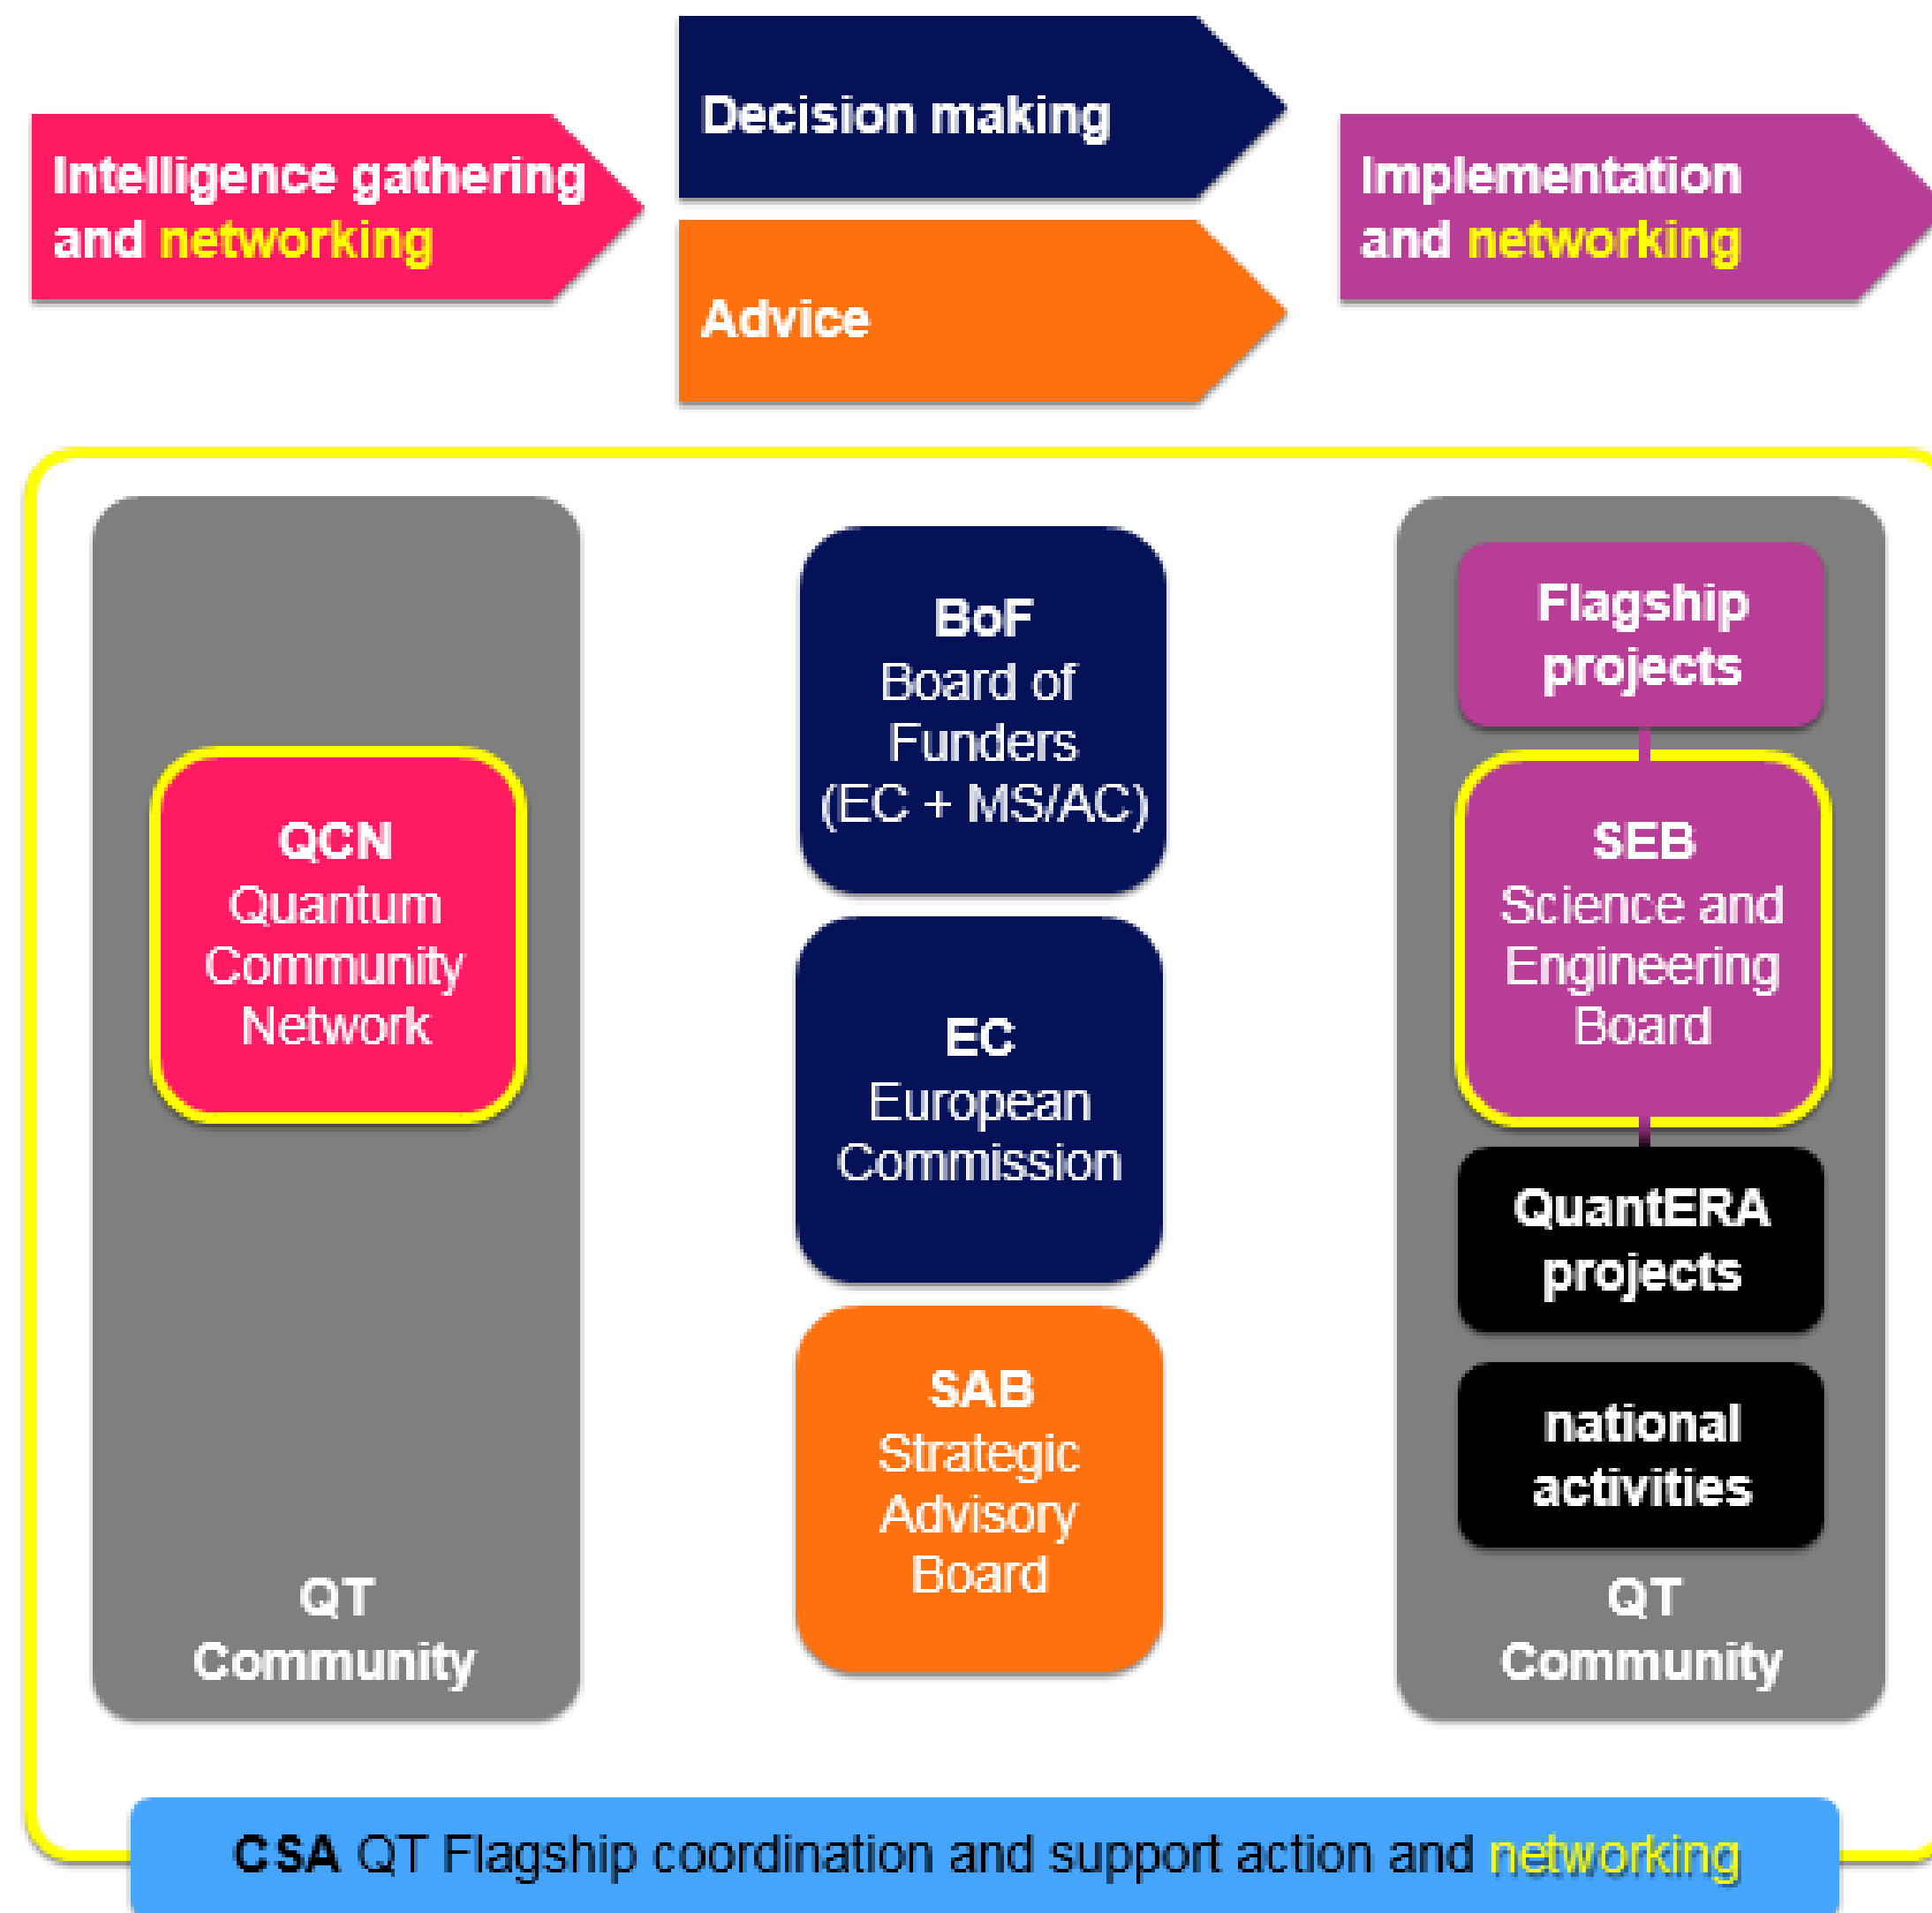 Intelligence gathering
and networking
Decision making
Advice
Implementation
and networking
QCN
Quantum
Community
Network
QT
Community
BoF
Board of
Funders
(EC + MS/AC)
EC
European
Commission
SAB
Strategic
Advisory
Board
Flagship
projects
SEB
Science and
Engineering
Board
QuantERA
projects
national
activities
QT
Community
CSA QT Flagship coordination and support action and networking